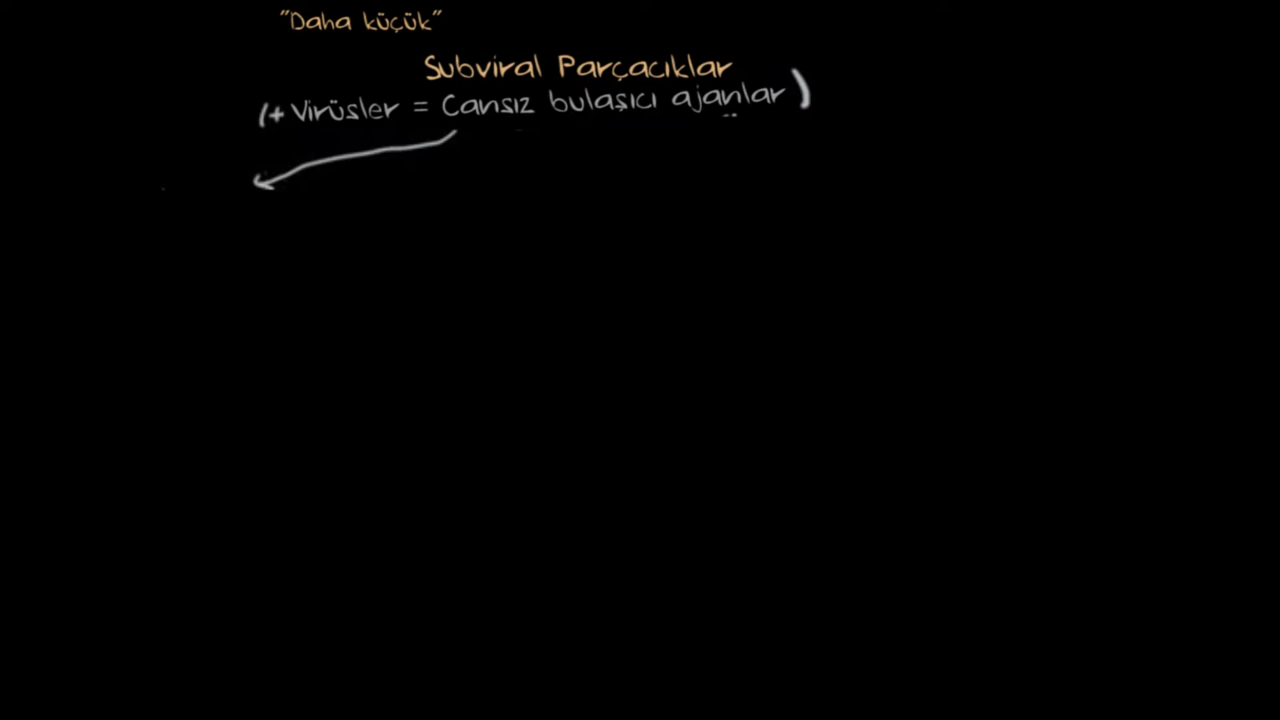 "Daha küçük"
Subviral Parçacıklar
(+ Virüsler = Cansız bulaşıcı ajanlar)